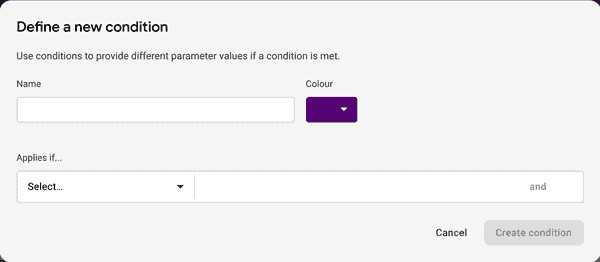 Define a new condition
Use conditions to provide different parameter values if a condition is met.
Name Colour
Applies if...
Select... and
Cancel Create condition